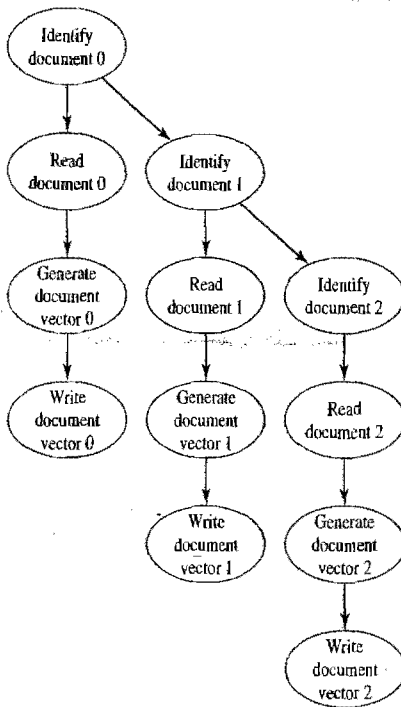 Identify
document 0
Read
document 0
Identify
document 1
Generate
document
vector 0
Read
document 1
Identify
document 2
Write
document
vector 0
Generate
document
vector 1
Read
document 2
Write
document
vector 1
Generate
document
vector 2
Write
document
vector 2